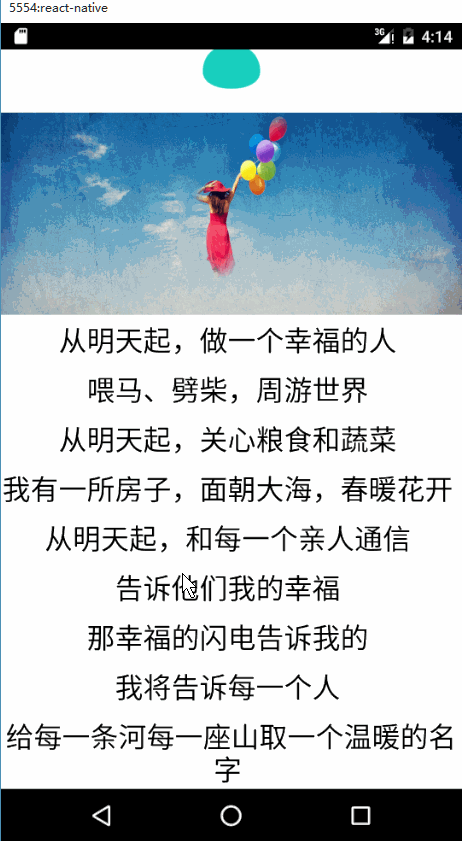 5554:react-native
3G
4:14
从明天起，做一个幸福的人
喂马、劈柴，周游世界
从明天起，关心粮食和蔬菜
我有一所房子，面朝大海，春暖花开
从明天起，和每一个亲人通信
告诉他们我的幸福
那幸福的闪电告诉我的
我将告诉每一个人
给每一条河每一座山取一个温暖的名
字